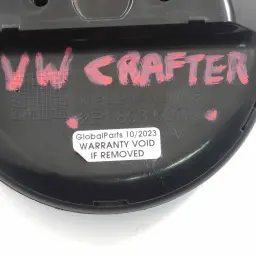 VW CRAFTER
GlobalParts 10/2023
WARRANTY VOID
IF REMOVED